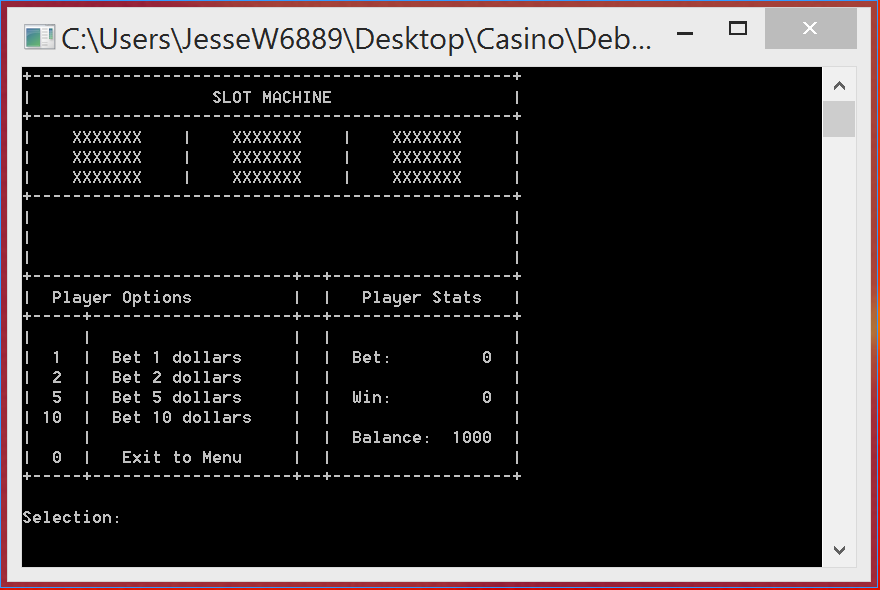 C:\Users\JesseW6889\Desktop\Casino\Deb...
SLOT MACHINE
XXXXXXX | XXXXXXX | XXXXXXX
XXXXXXX | XXXXXXX | XXXXXXX
XXXXXXX | XXXXXXX | XXXXXXX
Player Options | | Player Stats
1 | Bet 1 dollars | | Bet: 0
2 | Bet 2 dollars
5 | Bet 5 dollars | | Win: 0
10 | Bet 10 dollars
Balance: 1000
0 | Exit to Menu
Selection: